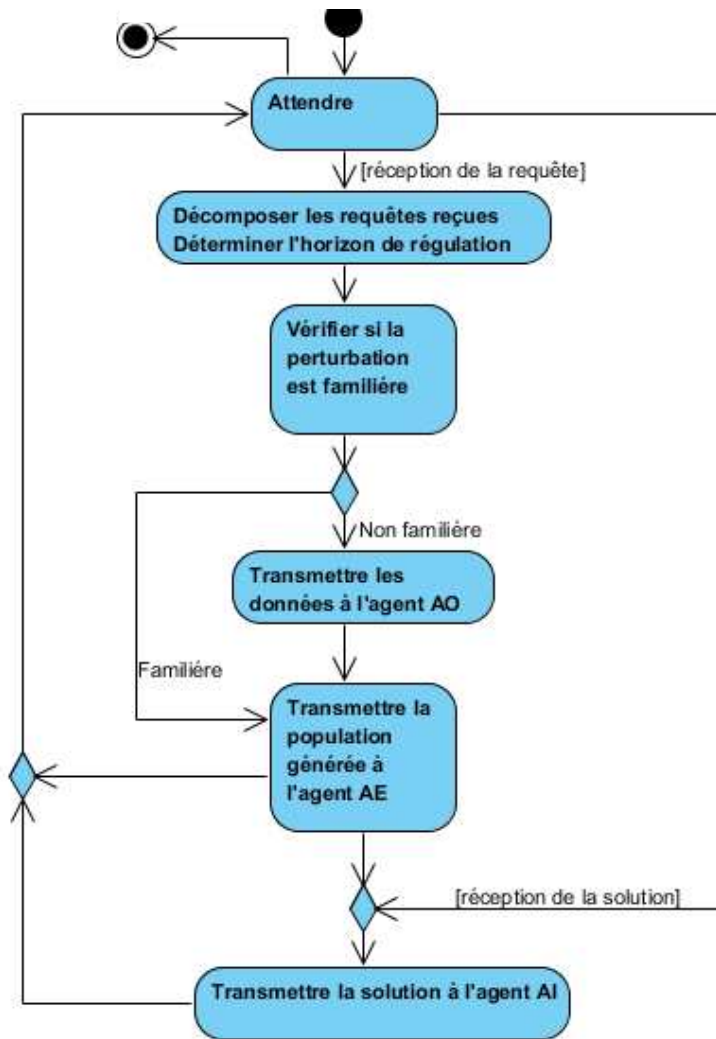 Attendre
[réception de la requête]
Décomposer les requêtes reçues
Déterminer l'horizon de régulation
Vérifier si la
perturbation
est familiére
Non familiére
Transmettre les
données à l'agent AO
Familiére
Transmettre la
population
générée à
l'agent AE
[réception de la solution]
Transmettre la solution à l'agent AI